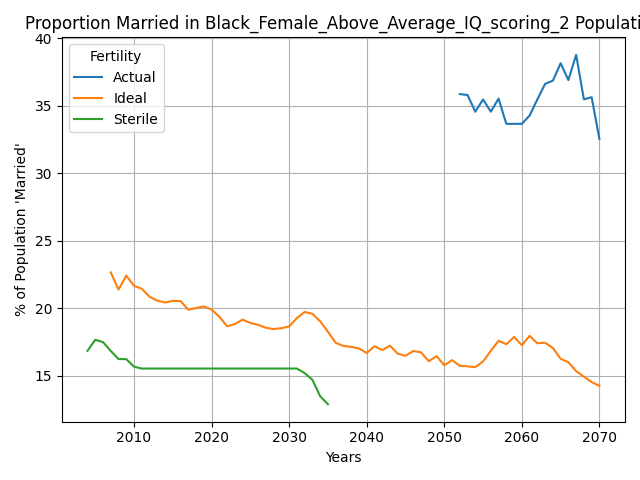 Proportion Married in Black_Female_Above_Average_IQ_scoring_2 Populati
40
35
30
25
20
15
% of Population 'Married'
Fertility
Actual
Ideal
Sterile
2010 2020 2030 2040 2050 2060 2070
Years